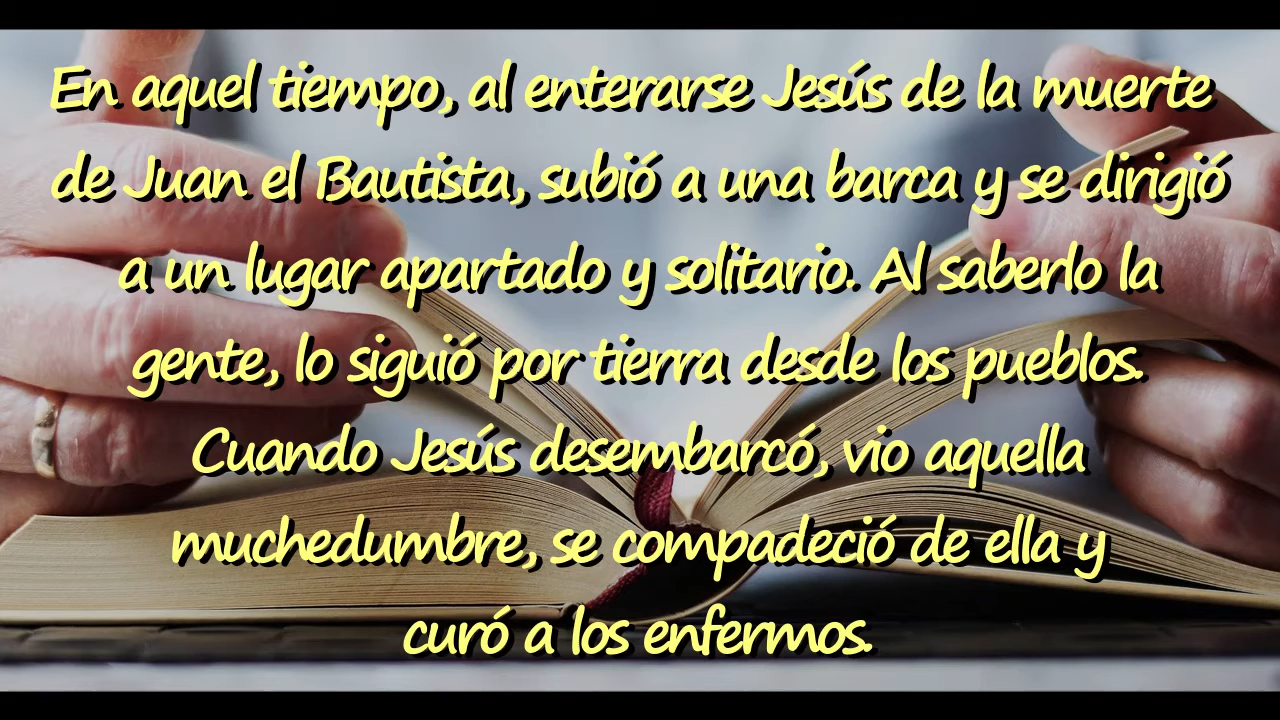 En aquel tiempo, al enterarse Jesús de la muerte
de Juan el Bautista, subió a una barca y se dirigió
a un lugar apartado y solitario. Al saberlo la
gente, lo siguió por tierra desde los pueblos.
Cuando Jesús desembarcó, vio aquella
muchedumbre, se compadeció de ella y
curó a los enfermos.